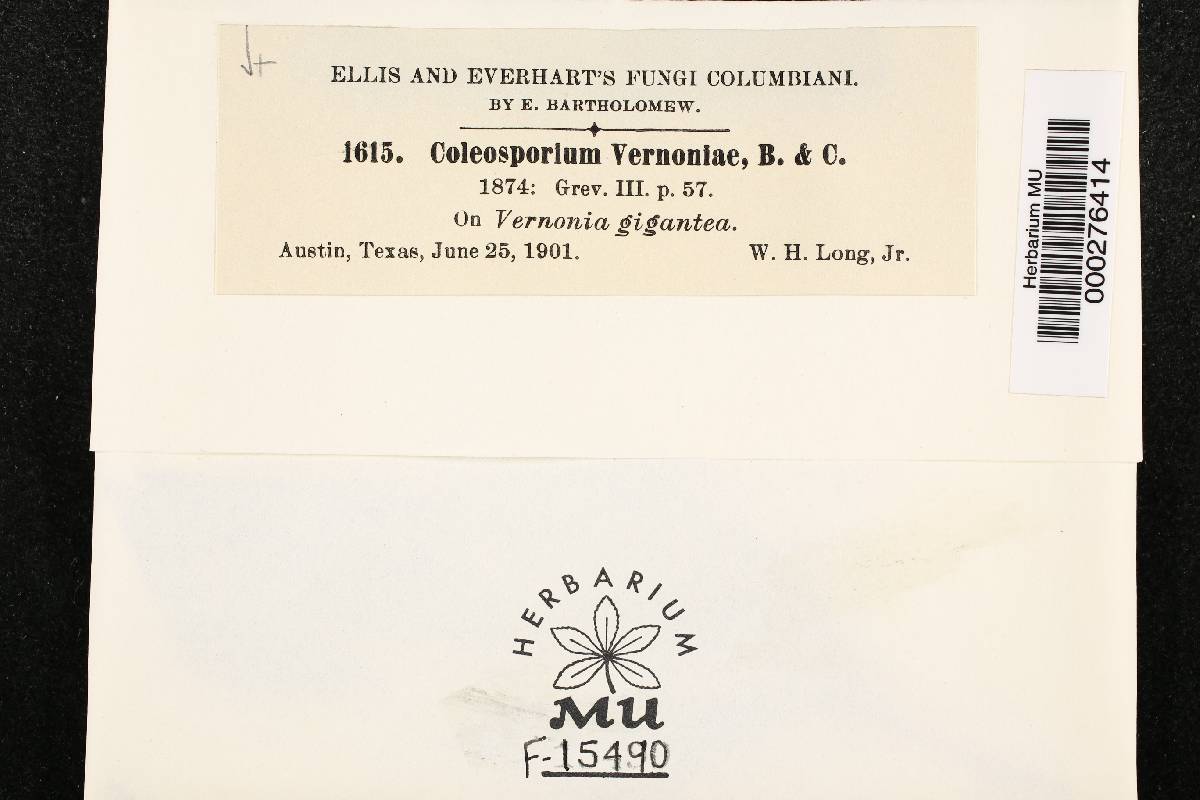 ELLIS AND EVERHART'S FUNGI COLUMBIANI.
BY E. BARTHOLOMEW.
1615. Coleosporium Vernoniae, B. & C.
1874: Grev. III. p. 57.
On Vernonia gigantea.
Austin, Texas, June 25, 1901. W. H. Long, Jr.
Herbarium MU
000276414
HERBARIUM
MU
F-15490